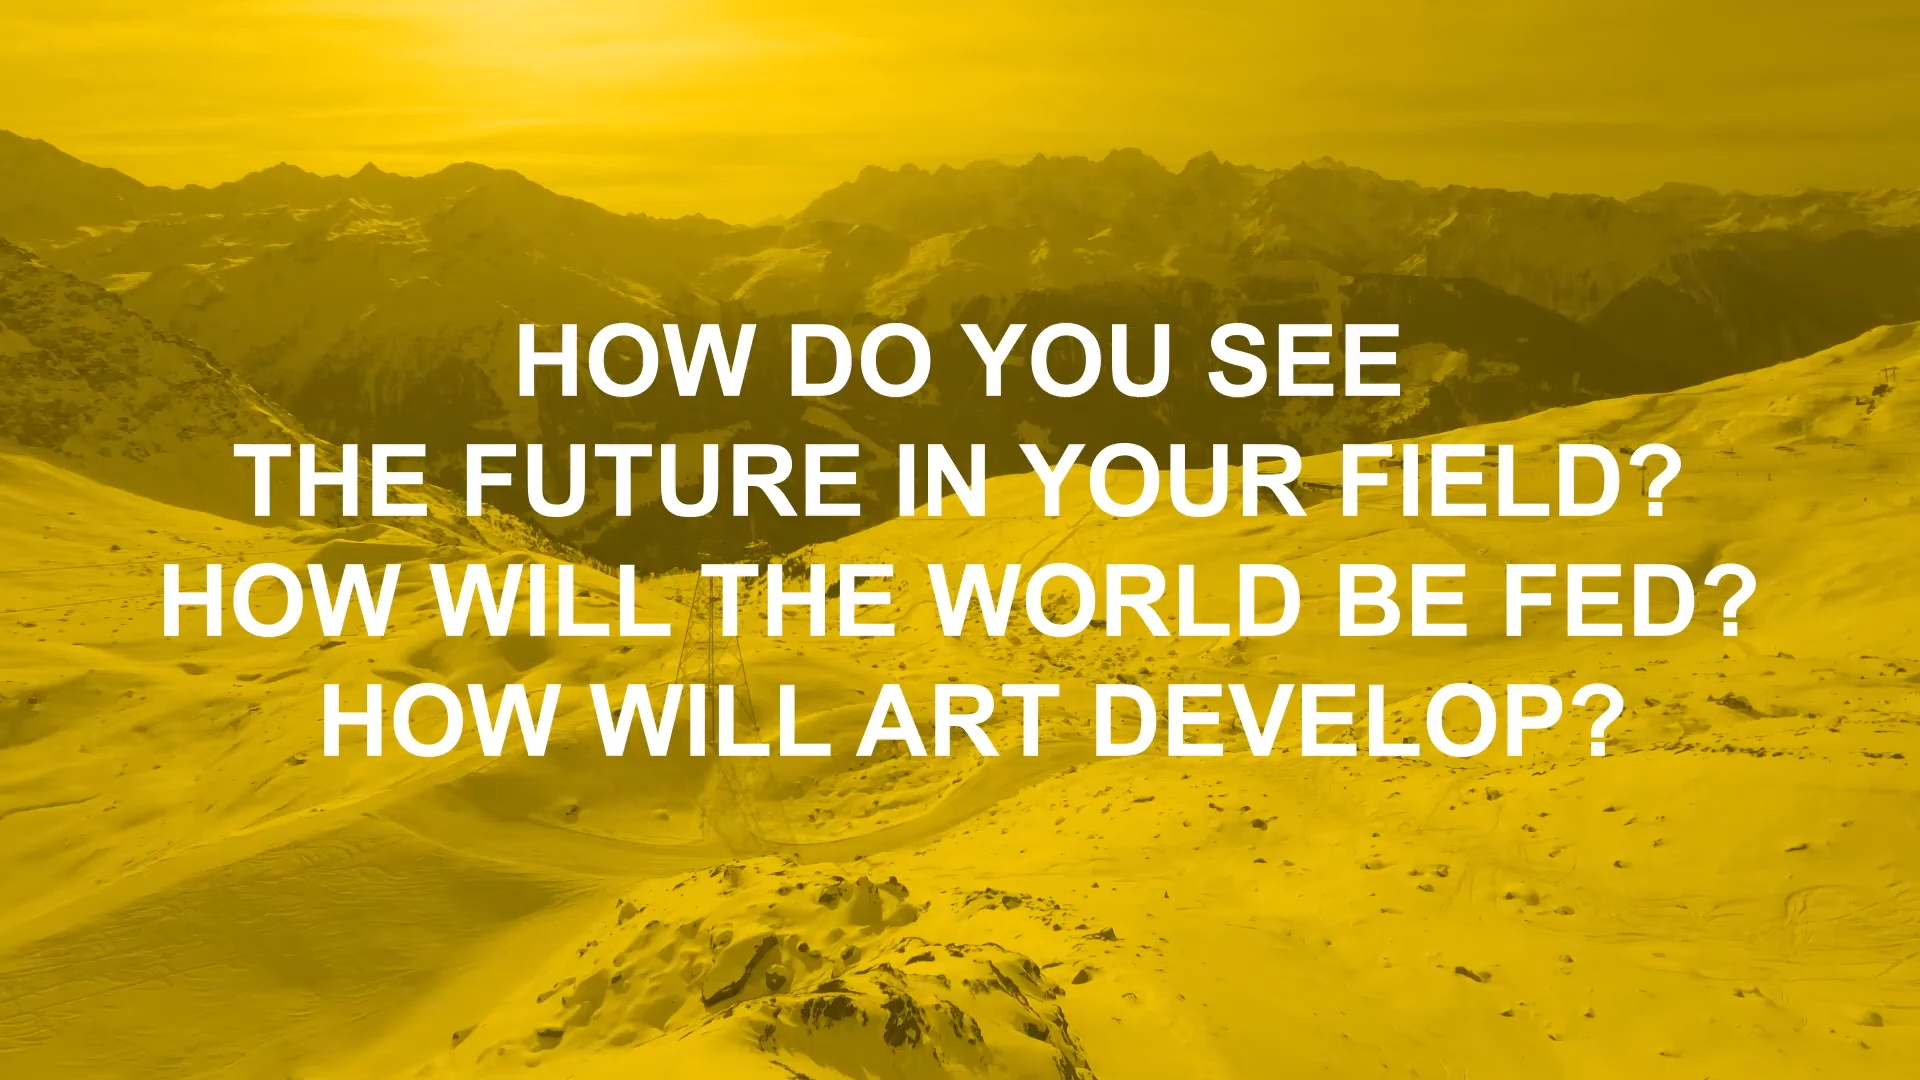 HOW DO YOU SEE
THE FUTURE IN YOUR FIELD?
HOW WILL THE WORLD BE FED?
HOW WILL ART DEVELOP?